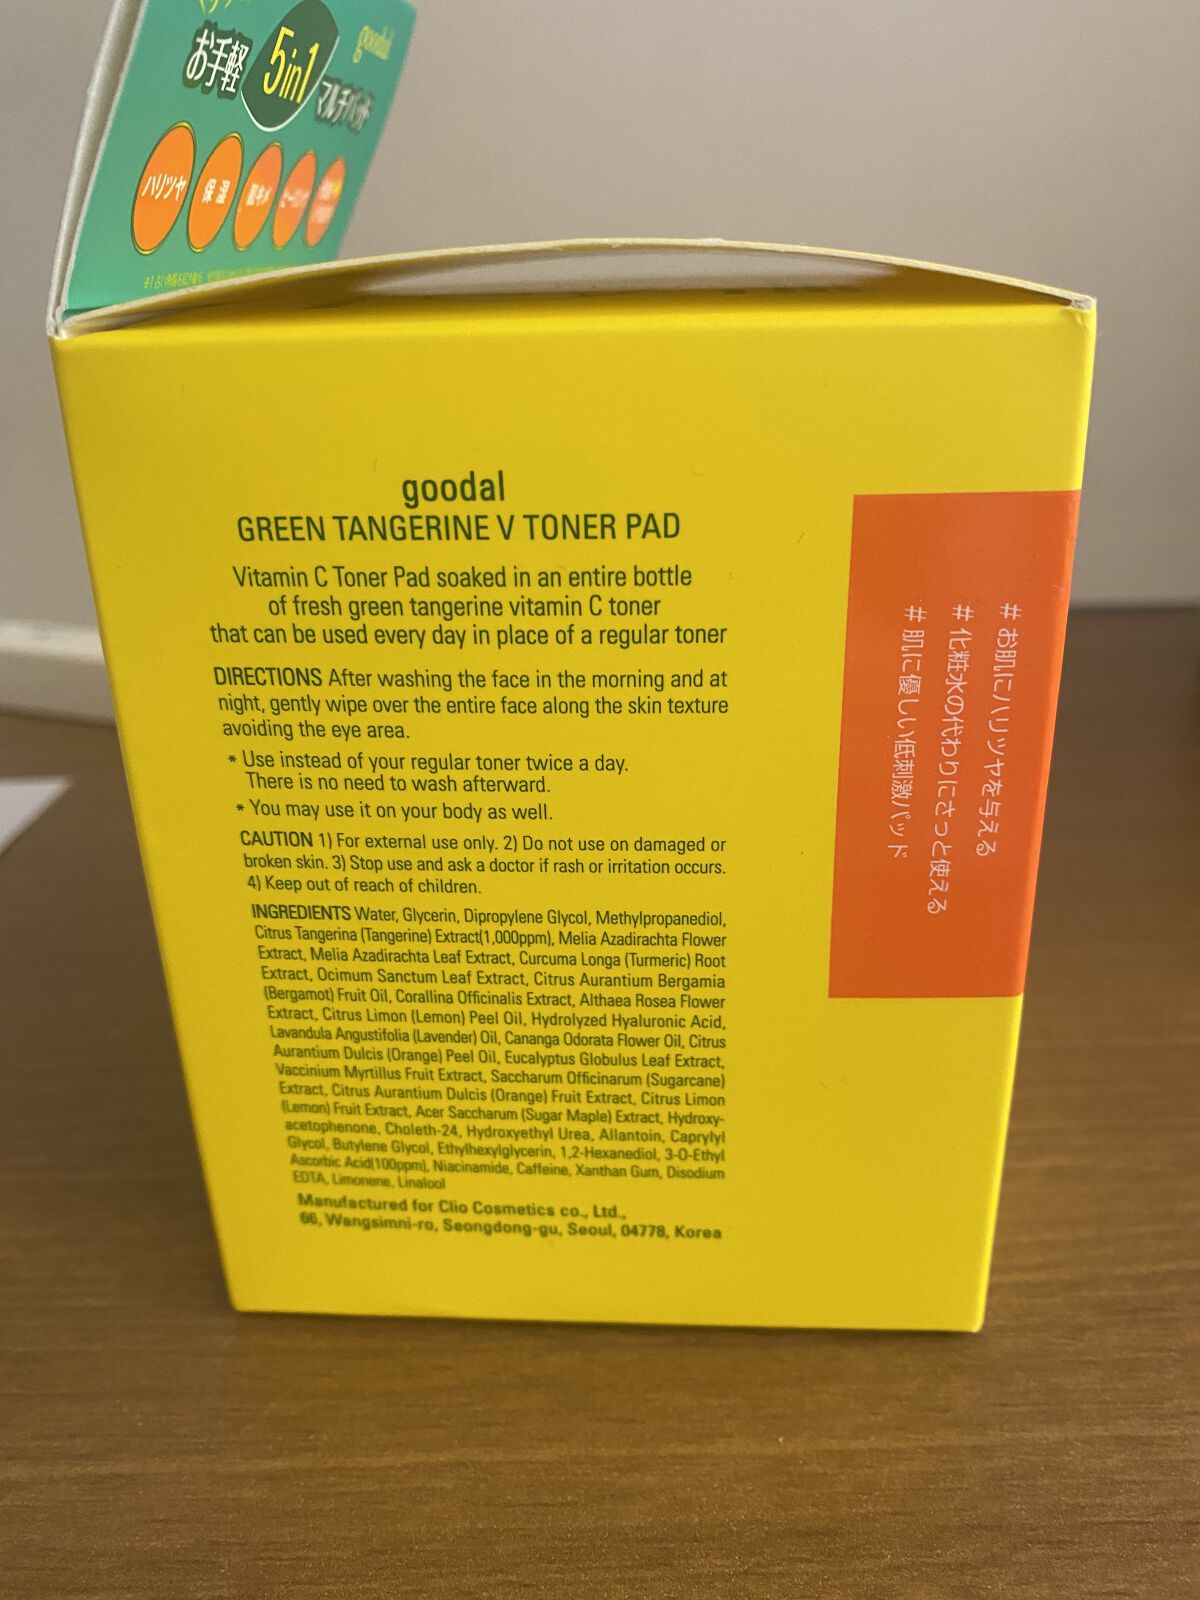 お手軽
5in1
マルチパッド
goodal
ハリツヤ
保湿
肌キメ
goodal
GREEN TANGERINE V TONER PAD
Vitamin C Toner Pad soaked in an entire bottle
of fresh green tangerine vitamin C toner
that can be used every day in place of a regular toner
DIRECTIONS After washing the face in the morning and at
night, gently wipe over the entire face along the skin texture
avoiding the eye area.
* Use instead of your regular toner twice a day.
There is no need to wash afterward.
* You may use it on your body as well.
CAUTION 1) For external use only. 2) Do not use on damaged or
broken skin. 3) Stop use and ask a doctor if rash or irritation occurs.
4) Keep out of reach of children.
INGREDIENTS Water, Glycerin, Dipropylene Glycol, Methylpropanediol,
Citrus Tangerina (Tangerine) Extract(1,000ppm), Melia Azadirachta Flower
Extract, Melia Azadirachta Leaf Extract, Curcuma Longa (Turmeric) Root
Extract, Ocimum Sanctum Leaf Extract, Citrus Aurantium Bergamia
(Bergamot) Fruit Oil, Corallina Officinalis Extract, Althaea Rosea Flower
Extract, Citrus Limon (Lemon) Peel Oil, Hydrolyzed Hyaluronic Acid,
Lavandula Angustifolia (Lavender) Oil, Cananga Odorata Flower Oil, Citrus
Aurantium Dulcis (Orange) Peel Oil, Eucalyptus Globulus Leaf Extract,
Vaccinium Myrtillus Fruit Extract, Saccharum Officinarum (Sugarcane)
Extract, Citrus Aurantium Dulcis (Orange) Fruit Extract, Citrus Limon
(Lemon) Fruit Extract, Acer Saccharum (Sugar Maple) Extract, Hydroxy-
acetophenone, Choleth-24, Hydroxyethyl Urea, Allantoin, Caprylyl
Glycol, Butylene Glycol, Ethylhexylglycerin, 1,2-Hexanediol, 3-O-Ethyl
Ascorbic Acid(100ppm), Niacinamide, Caffeine, Xanthan Gum, Disodium
EDTA, Limonene, Linalool
Manufactured for Clio Cosmetics co., Ltd.,
66, Wangsimni-ro, Seongdong-gu, Seoul, 04778, Korea
# お肌にハリツヤを与える
# 化粧水の代わりにさっと使える
# 肌に優しい低刺激パッド